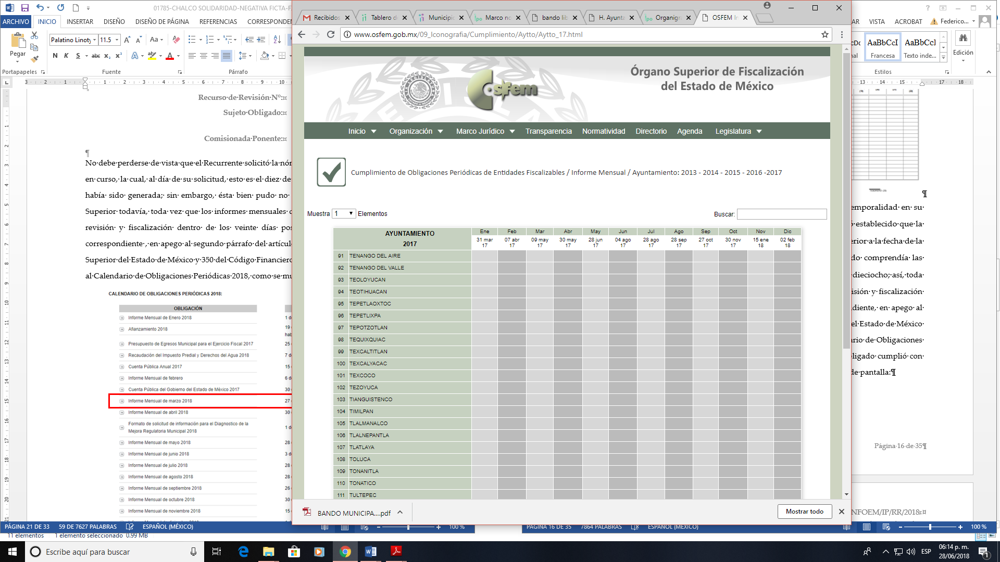 01785-CHALCO SOLIDARIDAD-NEGATIVA FICTA-F
ARCHIVO INICIO INSERTAR DISEÑO DISEÑO DE PÁGINA REFERENCIAS CORRESPONDEN
Palatino Linoty 11.5
Pegar
N K S abc x₂ x²
Portapapeles Fuente Párrafo
Recurso de Revisión N°:¤
Sujeto Obligado:¤
Comisionada Ponente:¤
¶
No debe perderse de vista que el Recurrente solicitó la nó
en curso, la cual, al día de su solicitud, esto es el diez de
había sido generada; sin embargo, ésta bien pudo no
Superior todavía, toda vez que los informes mensuales
revisión y fiscalización dentro de los veinte días pos
correspondiente, en apego al segundo párrafo del artícul
Superior del Estado de México y 350 del Código Financiero
al Calendario de Obligaciones Periódicas 2018, como se mu
CALENDARIO DE OBLIGACIONES PERIÓDICAS 2018:
OBLIGACIÓN
Informe Mensual de Enero 2018 1 d
Afianzamiento 2018 19
hab
Presupuesto de Egresos Municipal para el Ejercicio Fiscal 2017 25
Recaudación del Impuesto Predial y Derechos del Agua 2018 7 d
Cuenta Pública Anual 2017 15
Informe Mensual de febrero 6 d
Cuenta Pública del Gobierno del Estado de México 2017 30
Informe Mensual de marzo 2018 27
Informe Mensual de abril 2018 30
Formato de solicitud de información para el Diagnostico de la
Mejora Regulatoria Municipal 2018 1 d
Informe Mensual de mayo 2018 28
Informe Mensual de junio 2018 3 d
Informe Mensual de julio 2018 28
Informe Mensual de agosto 2018 28
Informe Mensual de septiembre 2018 26
Informe Mensual de octubre 2018 30
Informe Mensual de noviembre 2018 15
PÁGINA 21 DE 33 59 DE 7627 PALABRAS ESPAÑOL (MÉXICO) 100 %
11 elementos 1 elemento seleccionado 0.99 MB
Recibidos Tablero d Municipi Marco no bando lib H. Ayunta Organigr OSFEM In
www.osfem.gob.mx/09_Iconografia/Cumplimiento/Aytto/Aytto_17.html
Osfem
Órgano Superior de Fiscalización
del Estado de México
Inicio Organización Marco Jurídico Transparencia Normatividad Directorio Agenda Legislatura
Cumplimiento de Obligaciones Periódicas de Entidades Fiscalizables / Informe Mensual / Ayuntamiento: 2013 - 2014 - 2015 - 2016 -2017
Muestra 1 Elementos Buscar:
AYUNTAMIENTO 2017 Ene Feb Mar Abr May Jun Jul Ago Sep Oct Nov Dic
31 mar 17 07 abr 17 09 may 17 30 may 17 28 jun 17 04 ago 17 28 ago 17 28 sep 17 27 oct 17 30 nov 17 15 ene 18 02 feb 18
91 TENANGO DEL AIRE
92 TENANGO DEL VALLE
93 TEOLOYUCAN
94 TEOTIHUACAN
95 TEPETLAOXTOC
96 TEPETLIXPA
97 TEPOTZOTLAN
98 TEQUIXQUIAC
99 TEXCALTITLAN
100 TEXCALYACAC
101 TEXCOCO
102 TEZOYUCA
103 TIANGUISTENCO
104 TIMILPAN
105 TLALMANALCO
106 TLALNEPANTLA
107 TLATLAYA
108 TOLUCA
109 TONANITLA
110 TONATICO
111 TULTEPEC
BANDO MUNICIPA....pdf Mostrar todo
AR VISTA ACROBAT Federico...
AaBbCcI AaBbCcI
Francesa Texto inde...
Edición
Estilos
¶
emporalidad en su
ó establecido que la
erior a la fecha de la
do comprendía las
dieciocho; así, toda
isión y fiscalización
diente, en apego al
el Estado de México
rio de Obligaciones
ligado cumplió con
de pantalla:¶
Página 16 de 35¶
NFOEM/IP/RR/2018¤
PÁGINA 16 DE 35 7864 PALABRAS ESPAÑOL (MÉXICO) 100 %
Escribe aquí para buscar
ESP
06:14 p. m.
28/06/2018